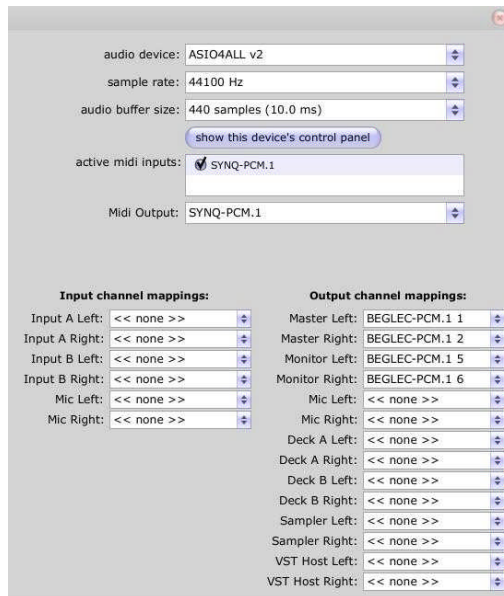 audio device: ASIO4ALL v2
sample rate: 44100 Hz
audio buffer size: 440 samples (10.0 ms)
show this device's control panel
active midi inputs: SYNQ-PCM.1
Midi Output: SYNQ-PCM.1
Input channel mappings:
Input A Left: << none >>
Input A Right: << none >>
Input B Left: << none >>
Input B Right: << none >>
Mic Left: << none >>
Mic Right: << none >>
Output channel mappings:
Master Left: BEGLEC-PCM.1 1
Master Right: BEGLEC-PCM.1 2
Monitor Left: BEGLEC-PCM.1 5
Monitor Right: BEGLEC-PCM.1 6
Mic Left: << none >>
Mic Right: << none >>
Deck A Left: << none >>
Deck A Right: << none >>
Deck B Left: << none >>
Deck B Right: << none >>
Sampler Left: << none >>
Sampler Right: << none >>
VST Host Left: << none >>
VST Host Right: << none >>